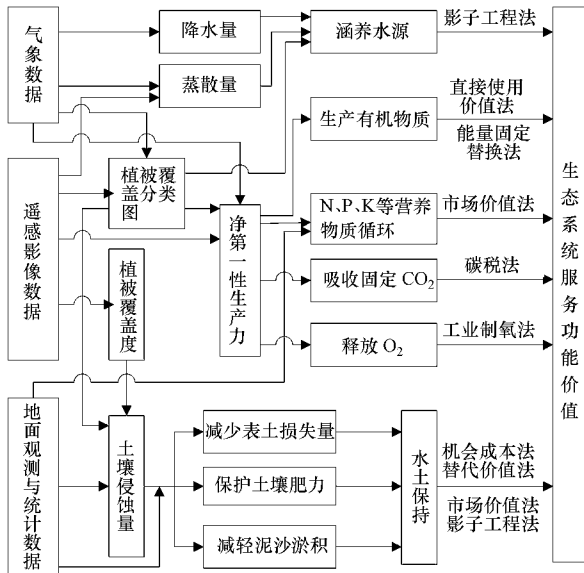 气象数据
降水量
涵养水源
影子工程法
蒸散量
直接使用
价值法
生产有机物质
能量固定
替换法
植被覆
盖分类
图
遥感影像数据
净第一性生产力
N、P、K等营养
物质循环
市场价值法
生态系统服务功能价值
植被覆盖度
吸收固定 CO₂
碳税法
释放 O₂
工业制氧法
地面观测与统计数据
土壤侵蚀量
减少表土损失量
水土保持
机会成本法
替代价值法
保护土壤肥力
市场价值法
影子工程法
减轻泥沙淤积